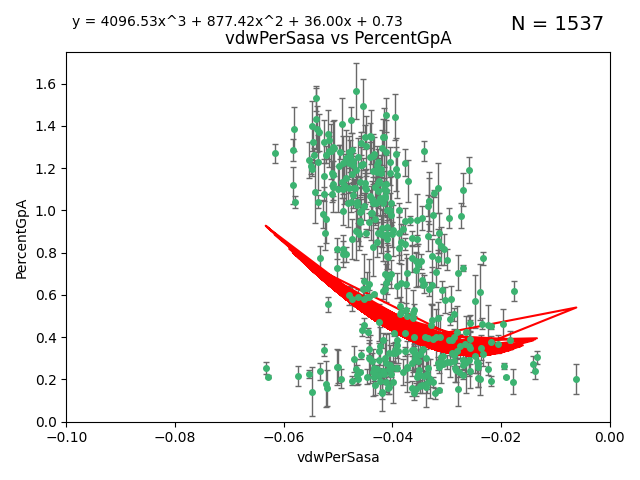 y = 4096.53x^3 + 877.42x^2 + 36.00x + 0.73
N = 1537
vdwPerSasa vs PercentGpA
PercentGpA
1.6
1.4
1.2
1.0
0.8
0.6
0.4
0.2
0.0
−0.10 −0.08 −0.06 −0.04 −0.02 0.00
vdwPerSasa